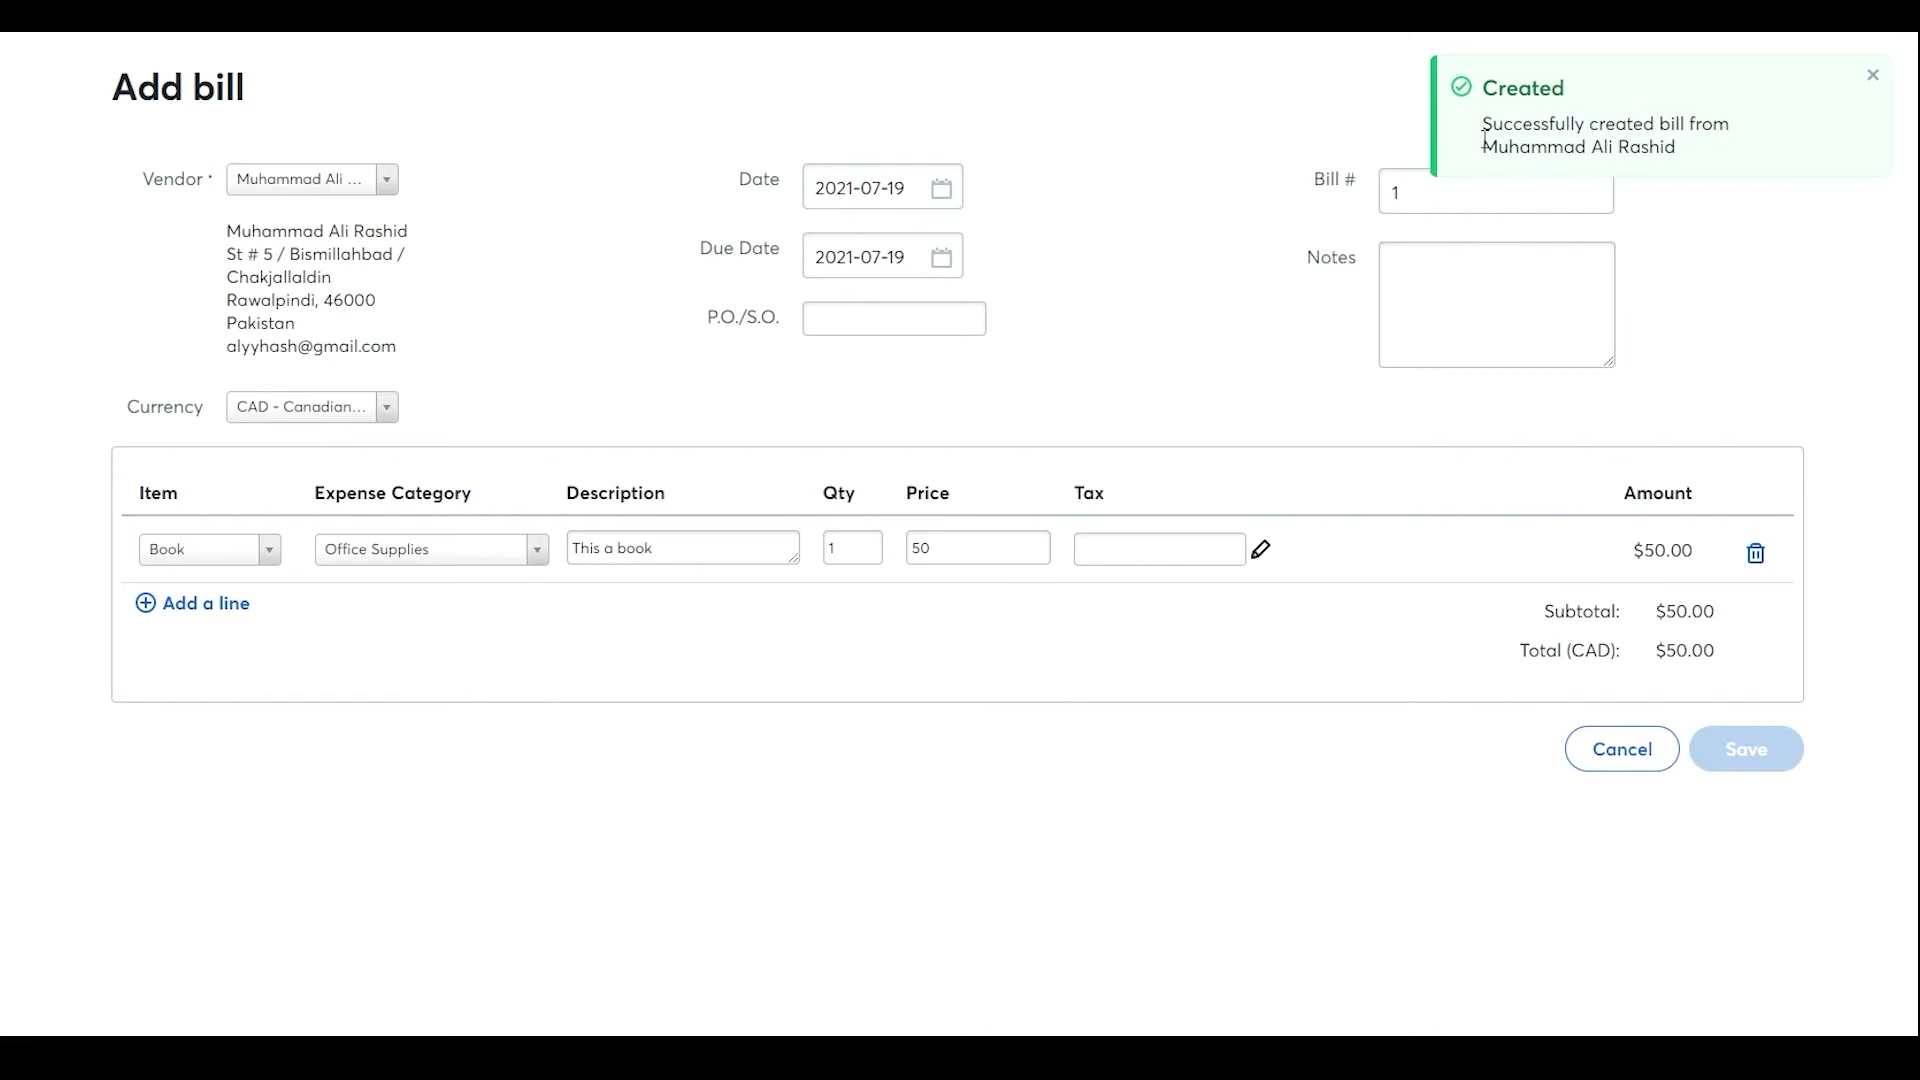 Add bill
Created
Successfully created bill from
Muhammad Ali Rashid
Vendor • Muhammad Ali ...
Muhammad Ali Rashid
St # 5 / Bismillahbad /
Chakjallaldin
Rawalpindi, 46000
Pakistan
alyyhash@gmail.com
Currency CAD - Canadian...
Date 2021-07-19
Due Date 2021-07-19
P.O./S.O.
Bill # 1
Notes
Item Expense Category Description Qty Price Tax Amount
Book Office Supplies This a book 1 50 $50.00
Add a line
Subtotal: $50.00
Total (CAD): $50.00
Cancel Save